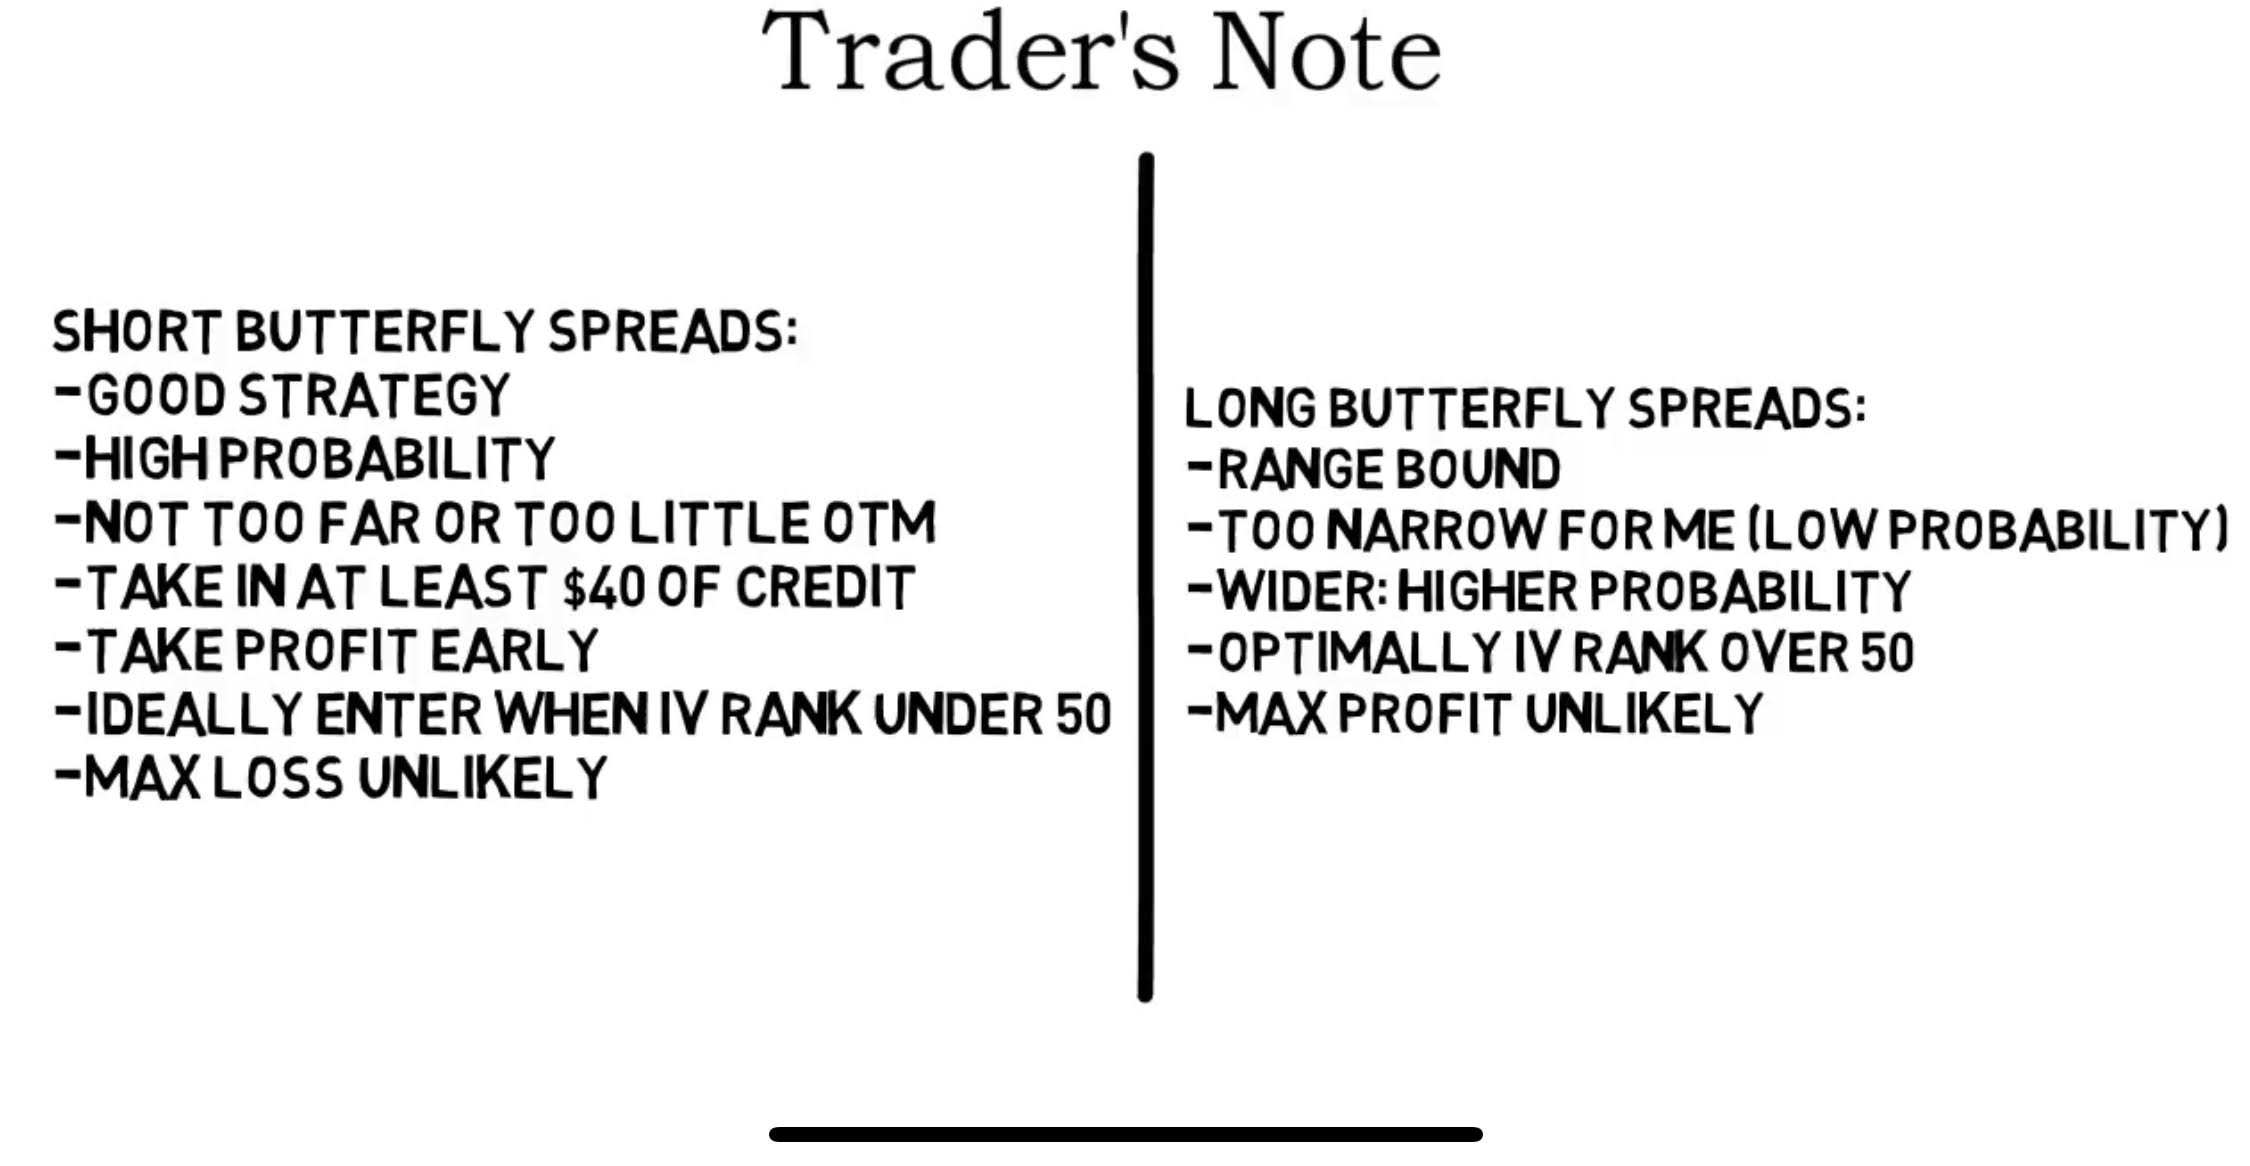 Trader's Note
SHORT BUTTERFLY SPREADS:
-GOOD STRATEGY
-HIGH PROBABILITY
-NOT TOO FAR OR TOO LITTLE OTM
-TAKE IN AT LEAST $40 OF CREDIT
-TAKE PROFIT EARLY
-IDEALLY ENTER WHEN IV RANK UNDER 50
-MAX LOSS UNLIKELY
LONG BUTTERFLY SPREADS:
-RANGE BOUND
-TOO NARROW FOR ME (LOW PROBABILITY)
-WIDER: HIGHER PROBABILITY
-OPTIMALLY IV RANK OVER 50
-MAX PROFIT UNLIKELY